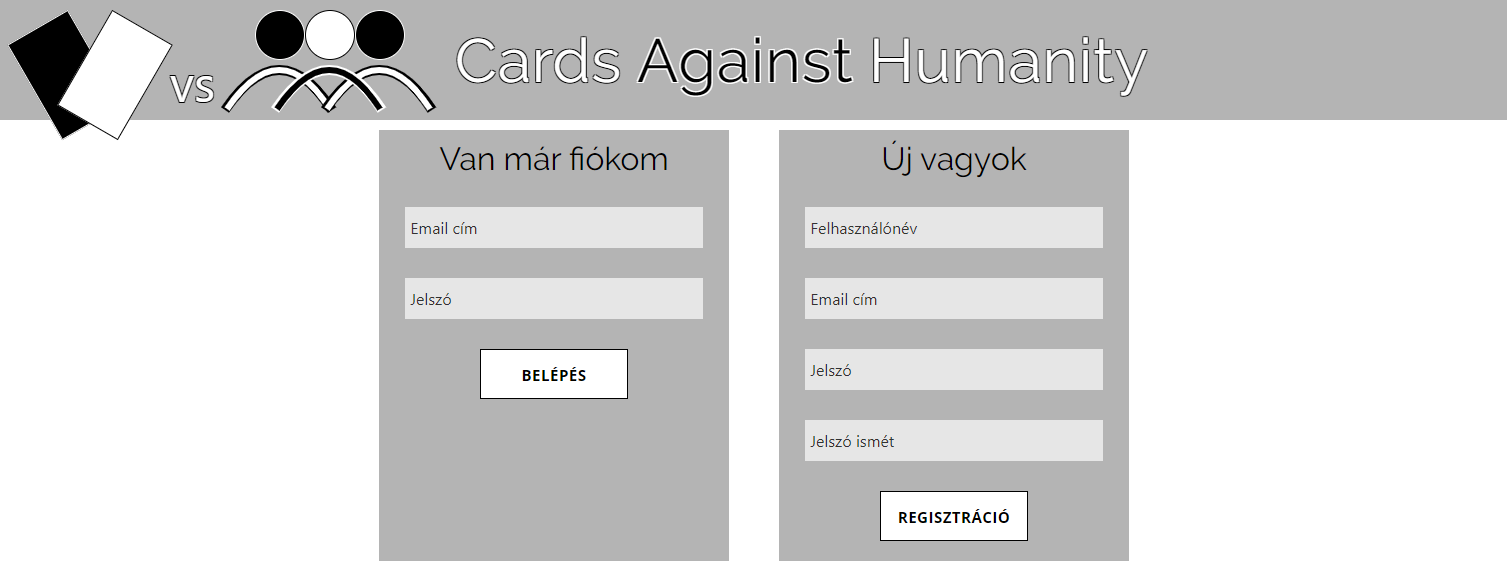 VS
Cards Against Humanity
Van már fiókom
Email cím
Jelszó
BELÉPÉS
Új vagyok
Felhasználónév
Email cím
Jelszó
Jelszó ismét
REGISZTRÁCIÓ